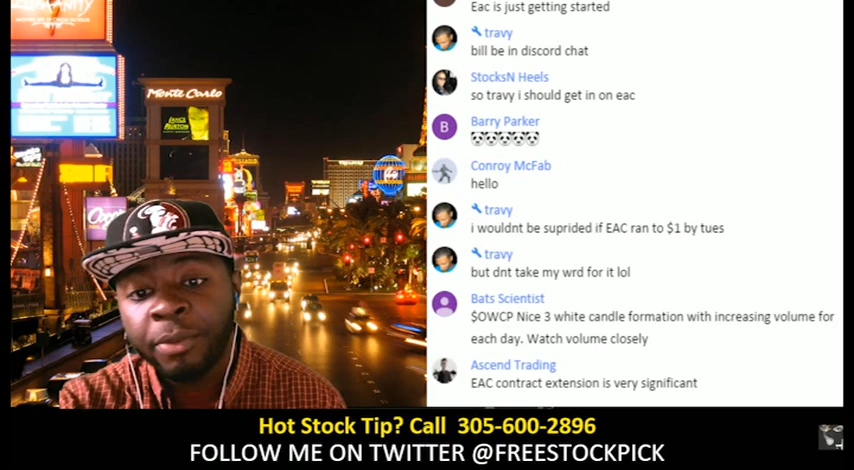 Monte Carlo
LANCE
BURTON
Eac is just getting started
travy
bill be in discord chat
StocksN Heels
so travy i should get in on eac
Barry Parker
B
Conroy McFab
hello
travy
i wouldnt be suprided if EAC ran to $1 by tues
travy
but dnt take my wrd for it lol
Bats Scientist
$OWCP Nice 3 white candle formation with increasing volume for
each day. Watch volume closely
Ascend Trading
EAC contract extension is very significant
Hot Stock Tip? Call 305-600-2896
FOLLOW ME ON TWITTER @FREESTOCKPICK